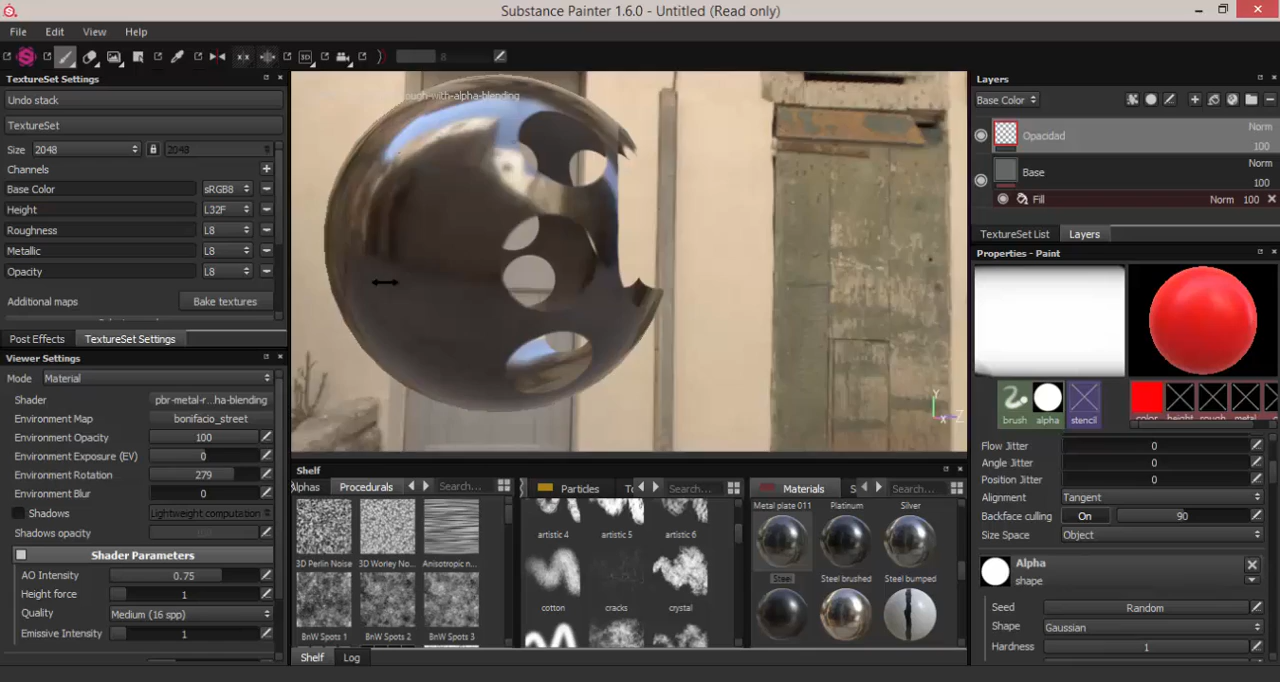 Substance Painter 1.6.0 - Untitled (Read only)
File Edit View Help
3D 8
TextureSet Settings
Undo stack
TextureSet
Size 2048 2048
Channels
Base Color sRGB8
Height L32F
Roughness L8
Metallic L8
Opacity L8
Additional maps Bake textures
Post Effects TextureSet Settings
Viewer Settings
Mode Material
Shader pbr-metal-r...ha-blending
Environment Map bonifacio_street
Environment Opacity 100
Environment Exposure (EV) 0
Environment Rotation 279
Environment Blur 0
Shadows Lightweight computation
Shadows opacity
Shader Parameters
AO Intensity 0.75
Height force 1
Quality Medium (16 spp)
Emissive Intensity 1
ough-with-alpha-blending
Y
X Z
Shelf
Alphas Procedurals Search...
3D Perlin Noise 3D Worley No... Anisotropic n...
BnW Spots 1 BnW Spots 2 BnW Spots 3
Particles Search...
artistic 4 artistic 5 artistic 6
cotton cracks crystal
Materials S Search...
Metal plate 011 Platinum Silver
Steel Steel brushed Steel bumped
Shelf Log
Layers
Base Color
Opacidad Norm 100
Base Norm 100
Fill Norm 100
TextureSet List Layers
Properties - Paint
brush alpha stencil color height rough metal
Flow Jitter 0
Angle Jitter 0
Position Jitter 0
Alignment Tangent
Backface culling On 90
Size Space Object
Alpha
shape
Seed Random
Shape Gaussian
Hardness 1